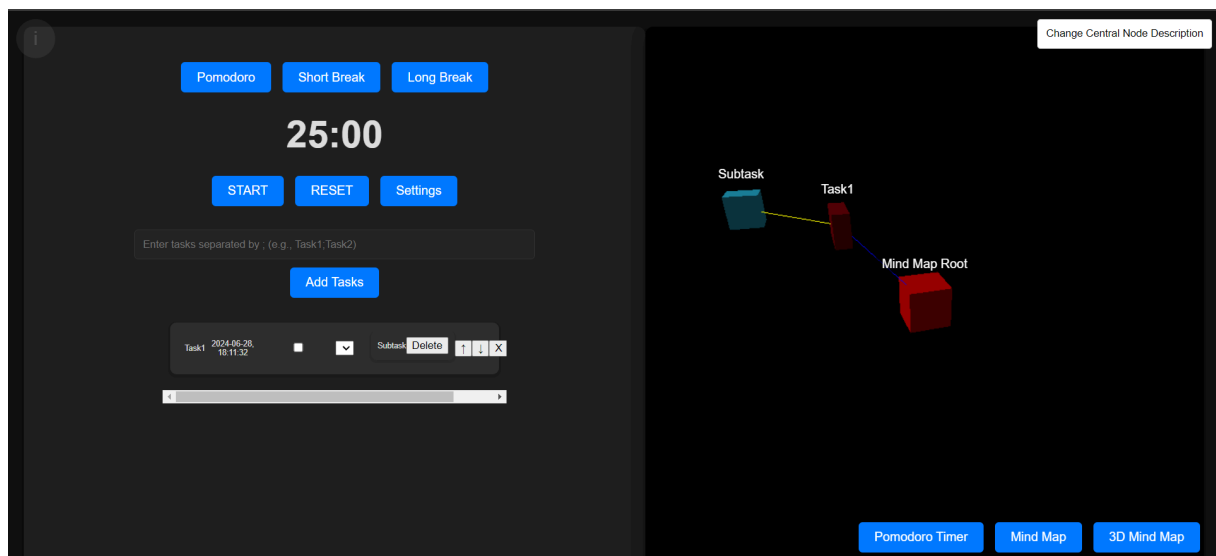 i
Change Central Node Description
Pomodoro
Short Break
Long Break
25:00
START
RESET
Settings
Enter tasks separated by ; (e.g., Task1;Task2)
Add Tasks
Task1
2024-06-28,
18:11:32
Subtask
Delete
↑
↓
X
Subtask
Task1
Mind Map Root
Pomodoro Timer
Mind Map
3D Mind Map